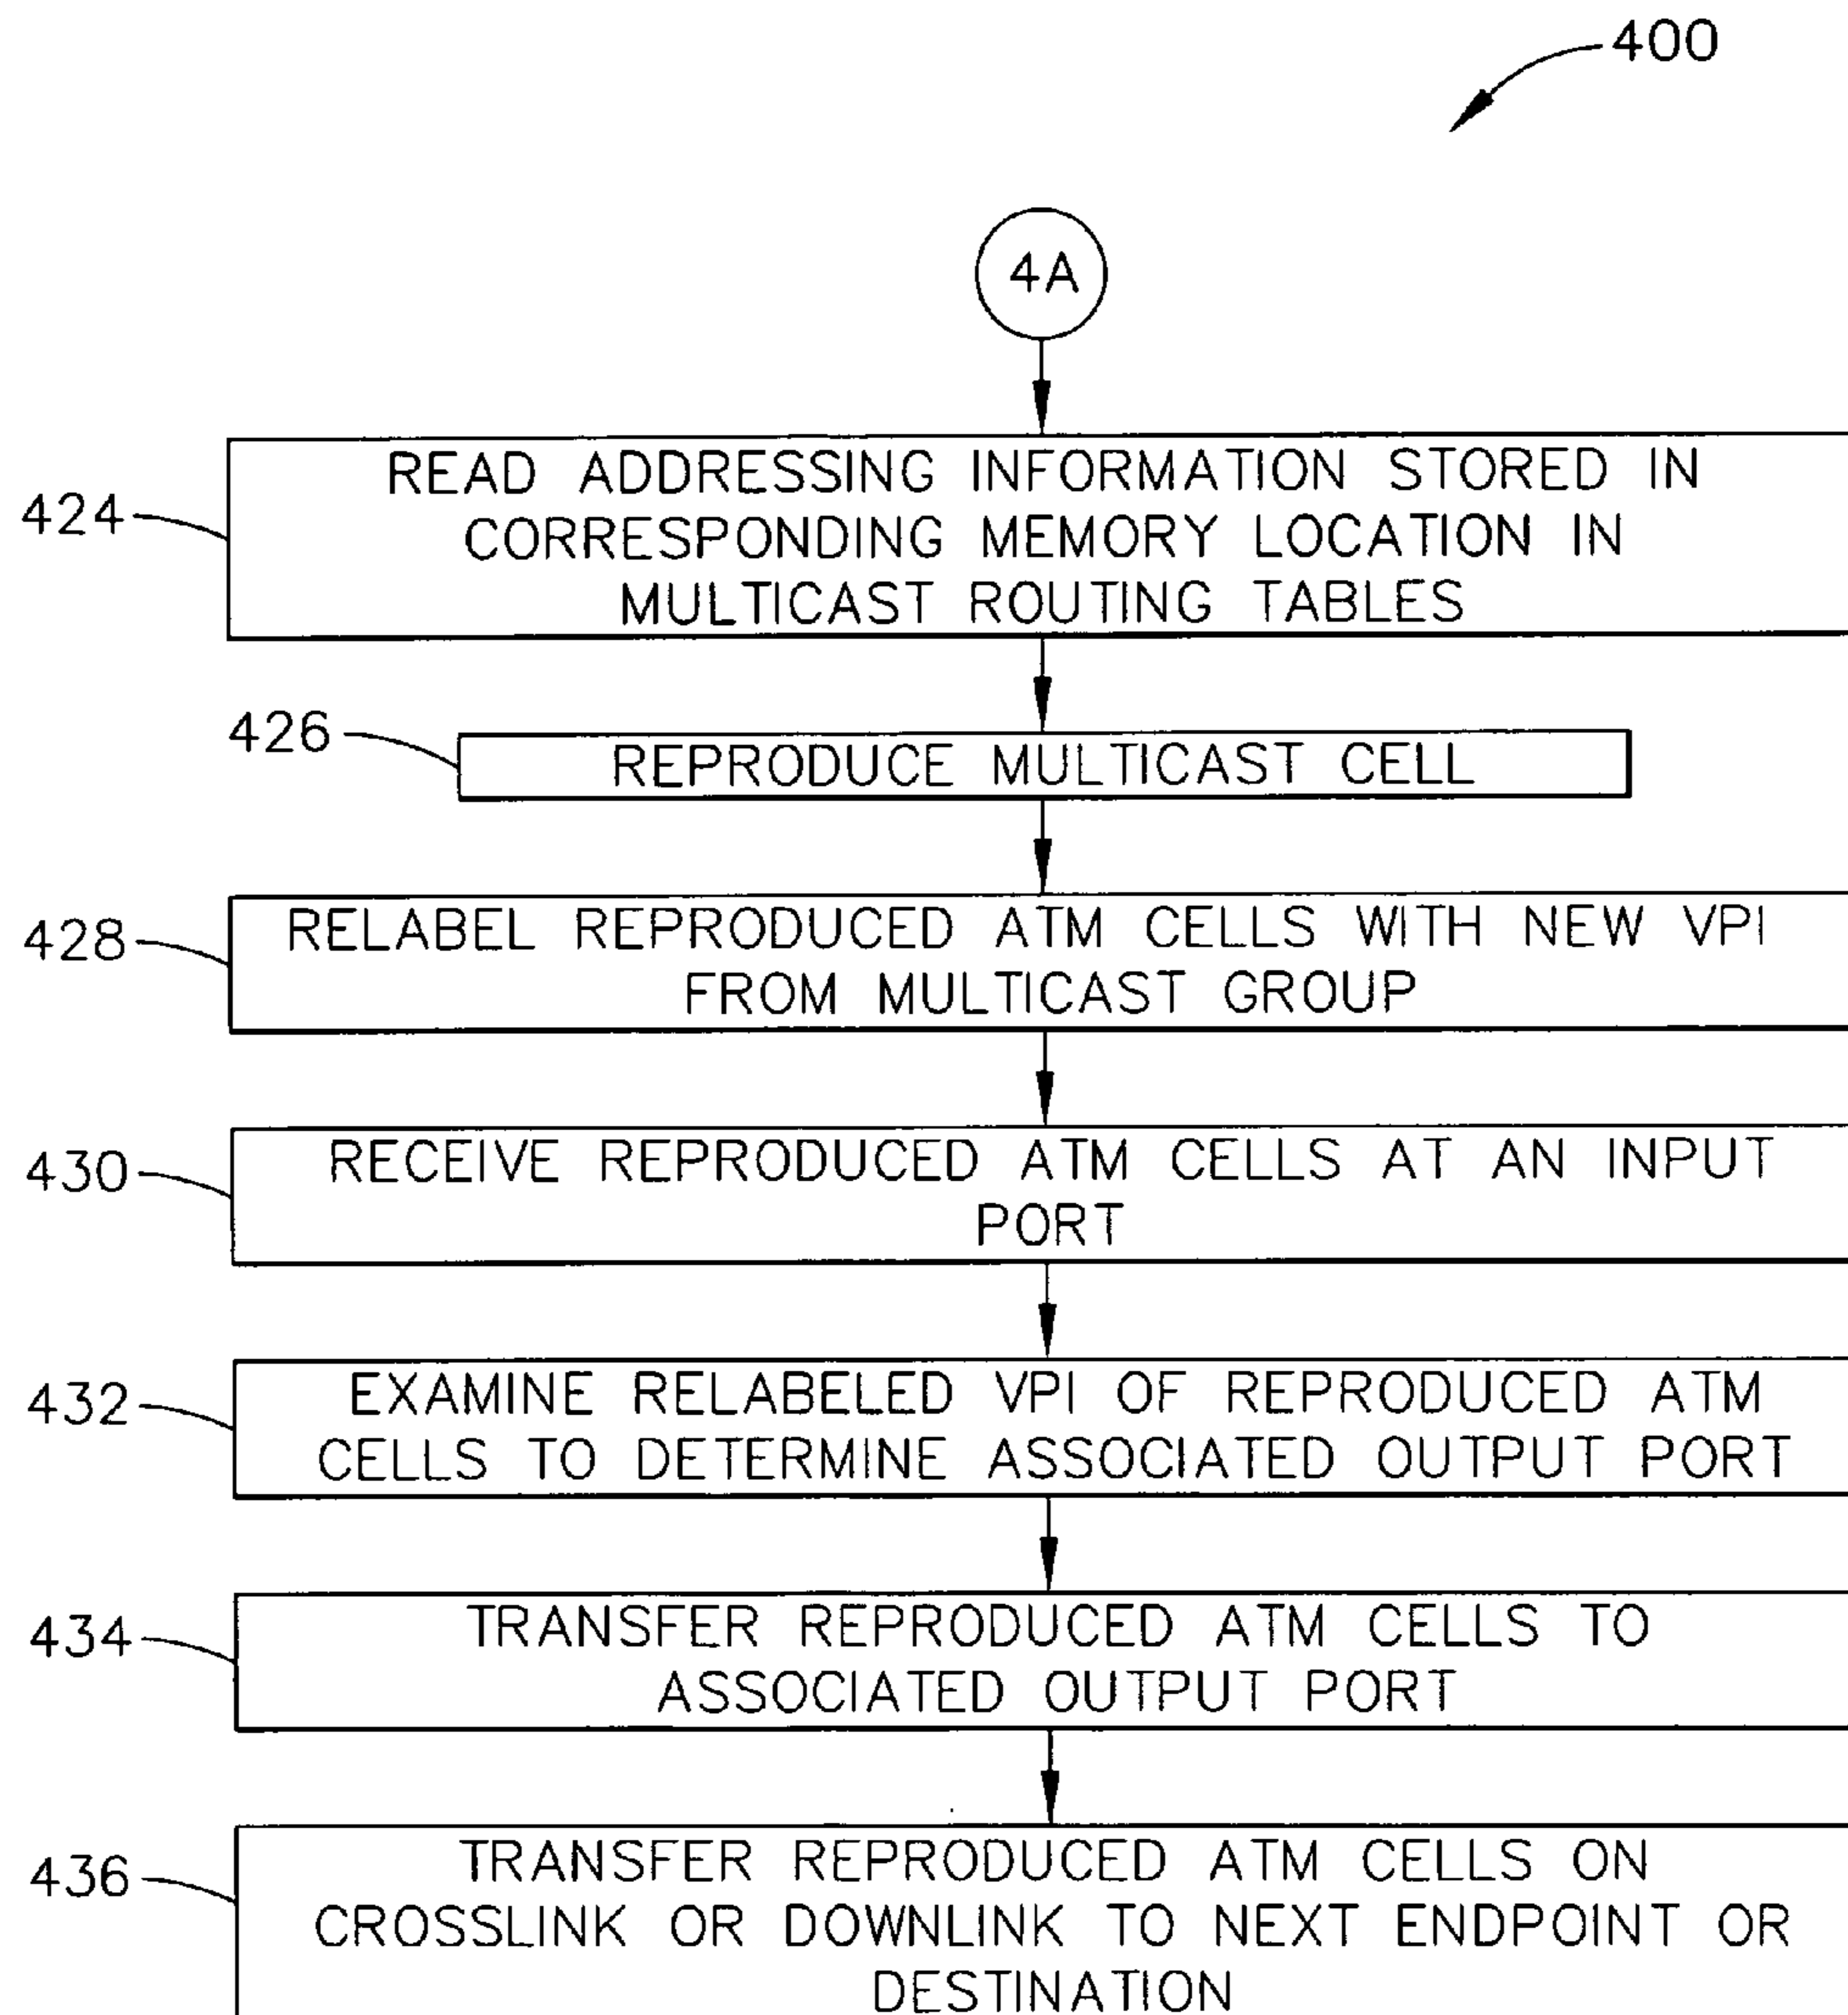 400
4A
424
READ ADDRESSING INFORMATION STORED IN
CORRESPONDING MEMORY LOCATION IN
MULTICAST ROUTING TABLES
426
REPRODUCE MULTICAST CELL
428
RELABEL REPRODUCED ATM CELLS WITH NEW VPI
FROM MULTICAST GROUP
430
RECEIVE REPRODUCED ATM CELLS AT AN INPUT
PORT
432
EXAMINE RELABELED VPI OF REPRODUCED ATM
CELLS TO DETERMINE ASSOCIATED OUTPUT PORT
434
TRANSFER REPRODUCED ATM CELLS TO
ASSOCIATED OUTPUT PORT
436
TRANSFER REPRODUCED ATM CELLS ON
CROSSLINK OR DOWNLINK TO NEXT ENDPOINT OR
DESTINATION